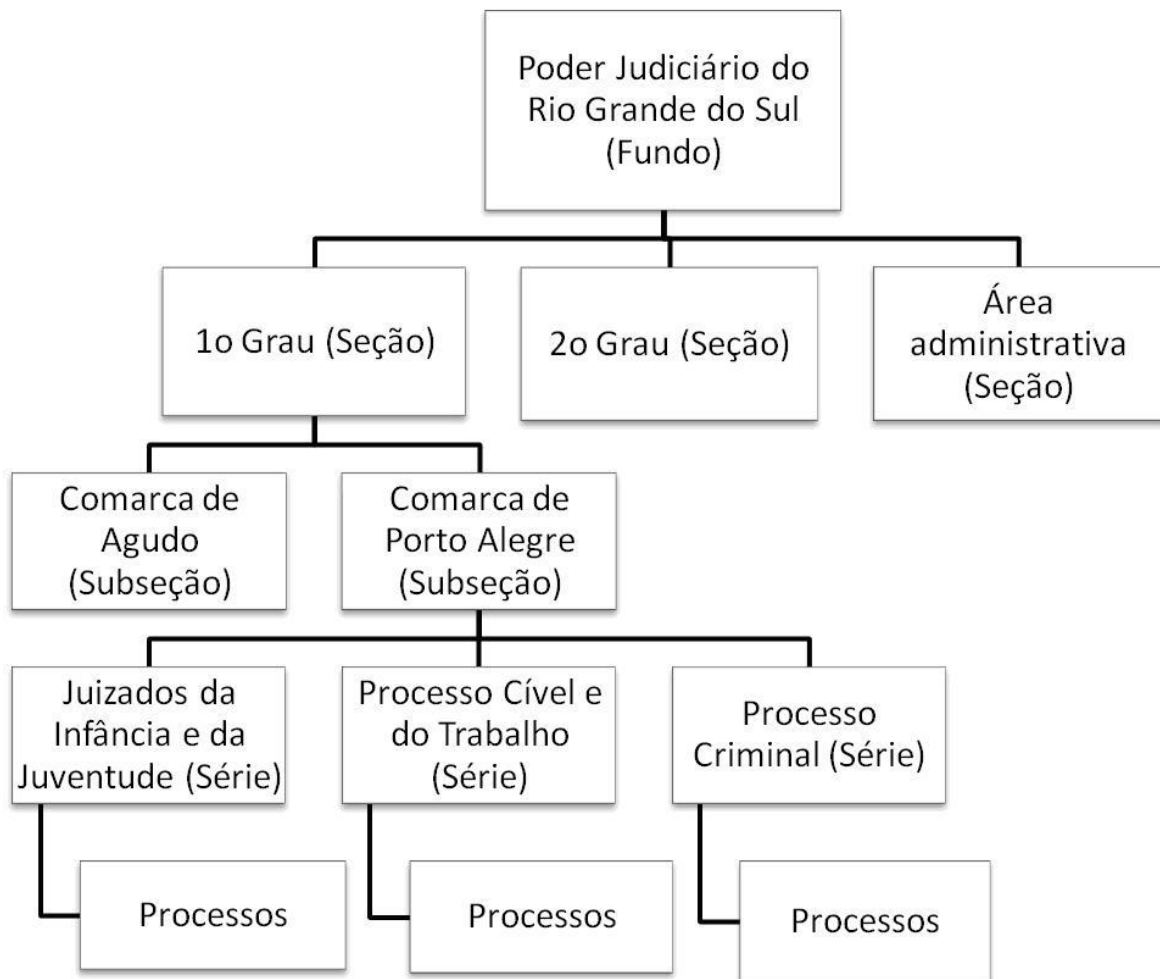 Poder Judiciário do
Rio Grande do Sul
(Fundo)
1o Grau (Seção)
2o Grau (Seção)
Área
administrativa
(Seção)
Comarca de
Agudo
(Subseção)
Comarca de
Porto Alegre
(Subseção)
Juizados da
Infância e da
Juventude (Série)
Processo Cível e
do Trabalho
(Série)
Processo
Criminal (Série)
Processos
Processos
Processos